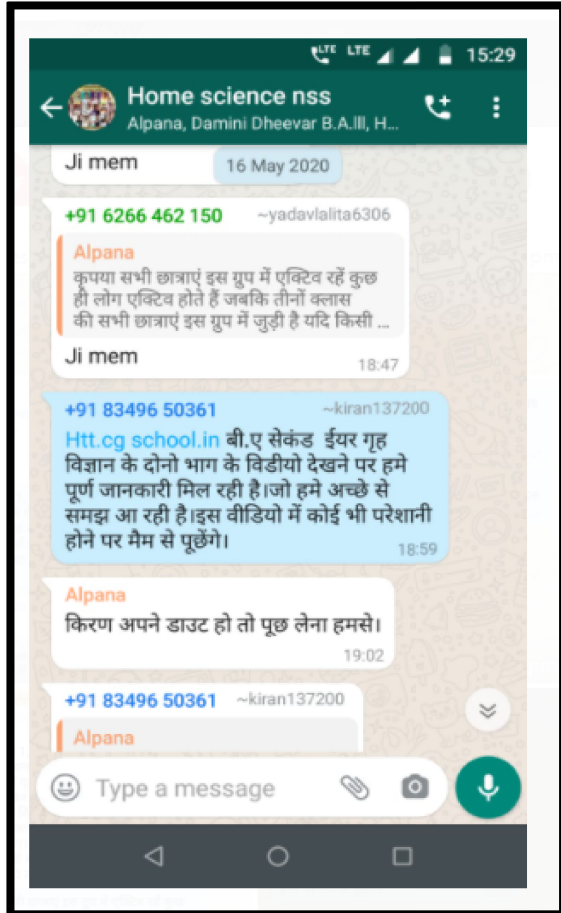 LTE LTE 15:29
Home science nss
Alpana, Damini Dheevar B.A.lll, H...
Ji mem
16 May 2020
+91 6266 462 150 ~yadavlalita6306
Alpana
कृपया सभी छात्राएं इस ग्रुप में एक्टिव रहें कुछ
ही लोग एक्टिव होते हैं जबकि तीनों क्लास
की सभी छात्राएं इस ग्रुप में जुड़ी है यदि किसी ...
Ji mem
18:47
+91 83496 50361 ~kiran137200
Htt.cg school.in बी.ए सेकंड ईयर गृह
विज्ञान के दोनो भाग के विडीयो देखने पर हमे
पूर्ण जानकारी मिल रही है।जो हमे अच्छे से
समझ आ रही है।इस वीडियो में कोई भी परेशानी
होने पर मैम से पूछेंगे।
18:59
Alpana
किरण अपने डाउट हो तो पूछ लेना हमसे।
19:02
+91 83496 50361 ~kiran137200
Alpana
Type a message